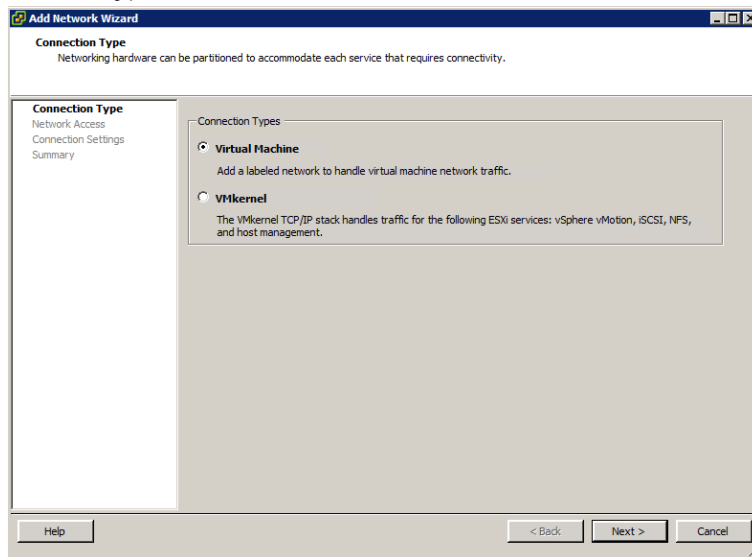 Add Network Wizard
Connection Type
Networking hardware can be partitioned to accommodate each service that requires connectivity.
Connection Type
Network Access
Connection Settings
Summary
Connection Types
Virtual Machine
Add a labeled network to handle virtual machine network traffic.
VMkernel
The VMkernel TCP/IP stack handles traffic for the following ESXi services: vSphere vMotion, iSCSI, NFS,
and host management.
Help
< Back
Next >
Cancel